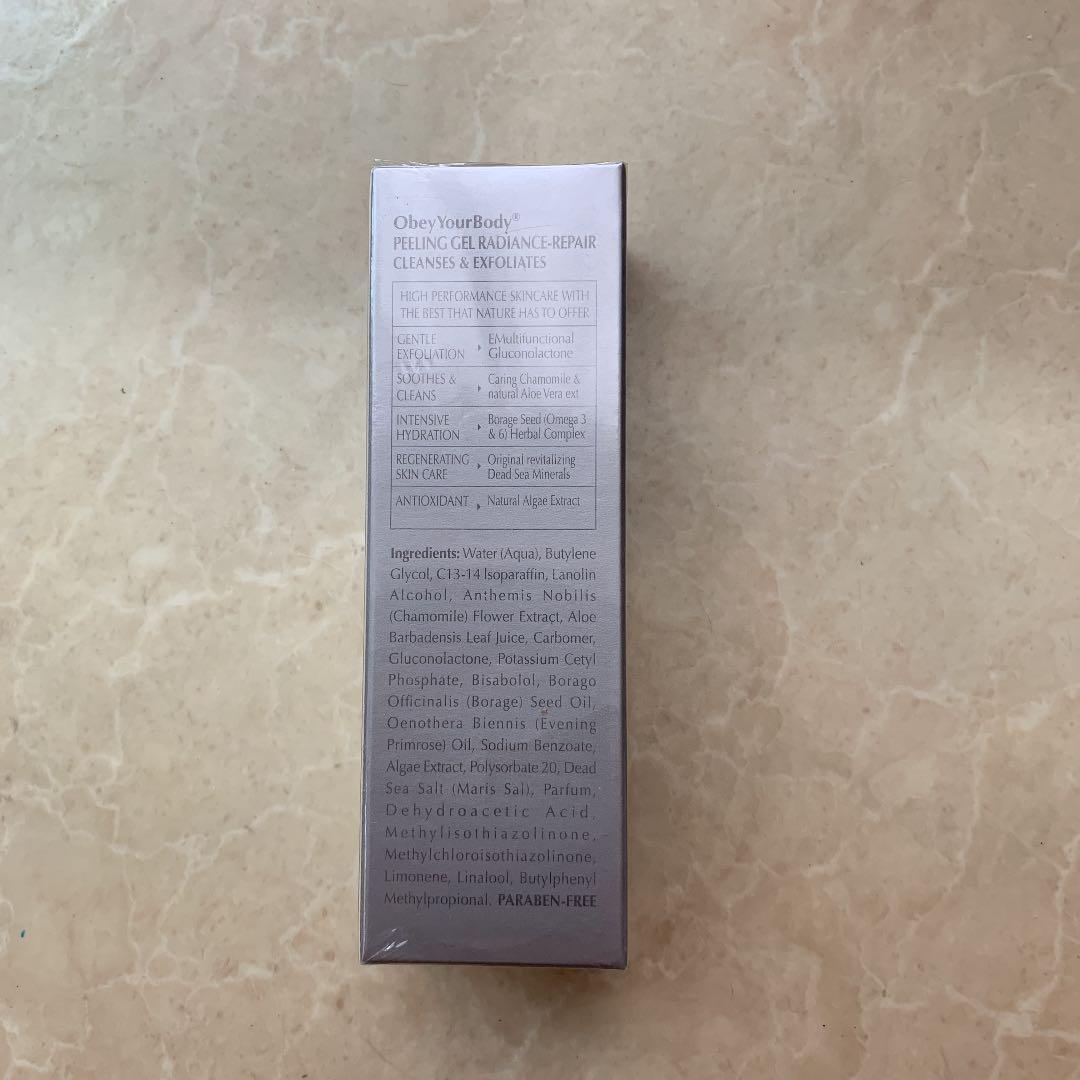 ObeyYourBody®
PEELING GEL RADIANCE-REPAIR
CLEANSES & EXFOLIATES
HIGH PERFORMANCE SKINCARE WITH
THE BEST THAT NATURE HAS TO OFFER
GENTLE
EXFOLIATION
EMultifunctional
Gluconolactone
SOOTHES &
CLEANS
Caring Chamomile &
natural Aloe Vera ext
INTENSIVE
HYDRATION
Borage Seed (Omega 3
& 6) Herbal Complex
REGENERATING
SKIN CARE
Original revitalizing
Dead Sea Minerals
ANTIOXIDANT
Natural Algae Extract
Ingredients: Water (Aqua), Butylene
Glycol, C13-14 Isoparaffin, Lanolin
Alcohol, Anthemis Nobilis
(Chamomile) Flower Extract, Aloe
Barbadensis Leaf Juice, Carbomer,
Gluconolactone, Potassium Cetyl
Phosphate, Bisabolol, Borago
Officinalis (Borage) Seed Oil,
Oenothera Biennis (Evening
Primrose) Oil, Sodium Benzoate,
Algae Extract, Polysorbate 20, Dead
Sea Salt (Maris Sal), Parfum,
Dehydroacetic Acid,
Methylisothiazolinone,
Methylchloroisothiazolinone,
Limonene, Linalool, Butylphenyl
Methylpropional. PARABEN-FREE